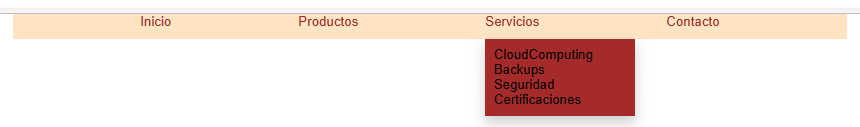 Inicio Productos Servicios Contacto
CloudComputing
Backups
Seguridad
Certificaciones